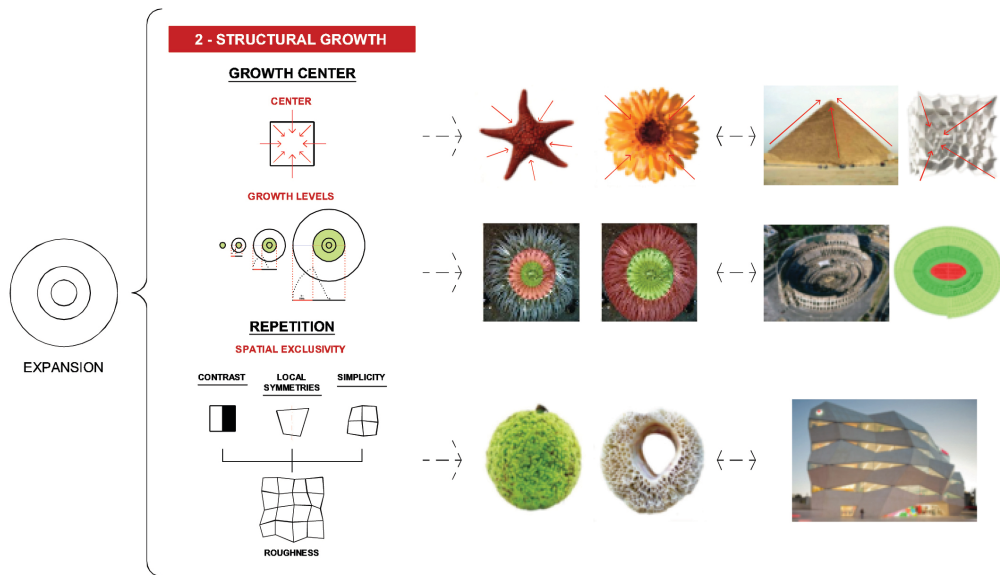 2 - STRUCTURAL GROWTH
GROWTH CENTER
CENTER
GROWTH LEVELS
EXPANSION
REPETITION
SPATIAL EXCLUSIVITY
CONTRAST
LOCAL
SYMMETRIES
SIMPLICITY
ROUGHNESS